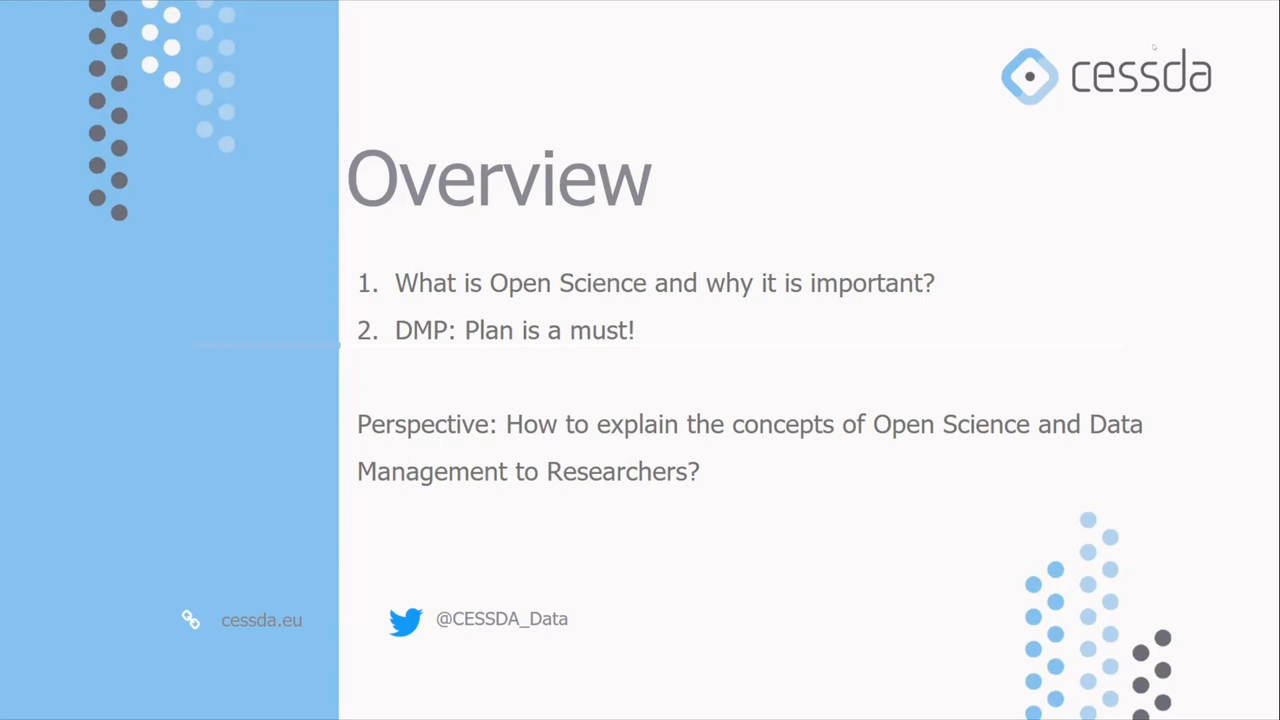 cessda
Overview
1. What is Open Science and why it is important?
2. DMP: Plan is a must!
Perspective: How to explain the concepts of Open Science and Data
Management to Researchers?
cessda.eu
@CESSDA_Data